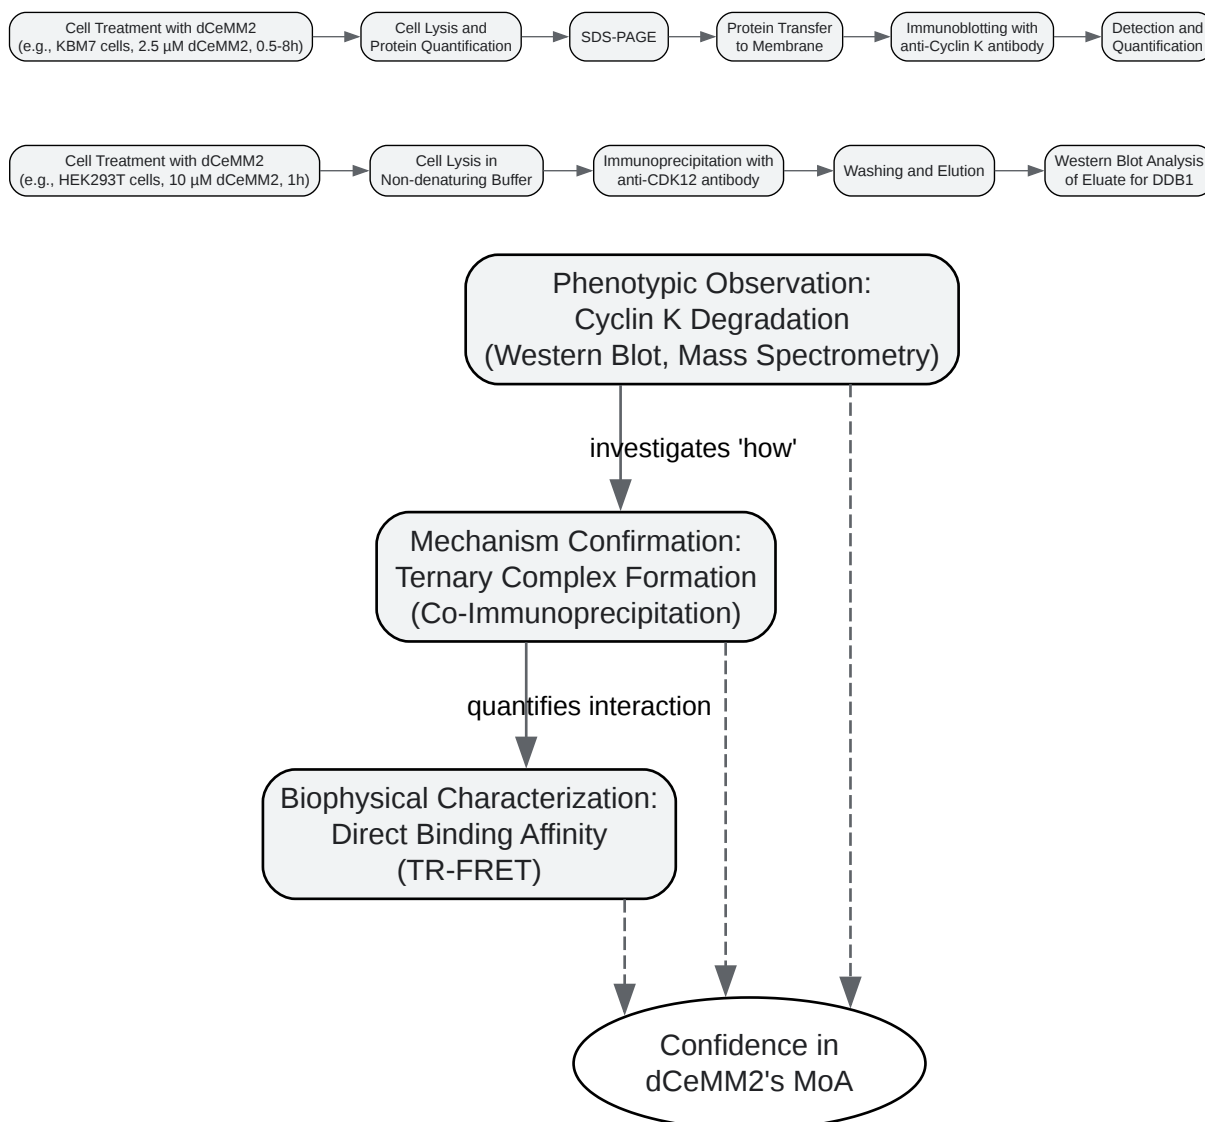 Cell Treatment with dCeMM2
(e.g., KBM7 cells, 2.5 µM dCeMM2, 0.5-8h)
Cell Lysis and
Protein Quantification
SDS-PAGE
Protein Transfer
to Membrane
Immunoblotting with
anti-Cyclin K antibody
Detection and
Quantification
Cell Treatment with dCeMM2
(e.g., HEK293T cells, 10 µM dCeMM2, 1h)
Cell Lysis in
Non-denaturing Buffer
Immunoprecipitation with
anti-CDK12 antibody
Washing and Elution
Western Blot Analysis
of Eluate for DDB1
Phenotypic Observation:
Cyclin K Degradation
(Western Blot, Mass Spectrometry)
investigates 'how'
Mechanism Confirmation:
Ternary Complex Formation
(Co-Immunoprecipitation)
quantifies interaction
Biophysical Characterization:
Direct Binding Affinity
(TR-FRET)
Confidence in
dCeMM2's MoA